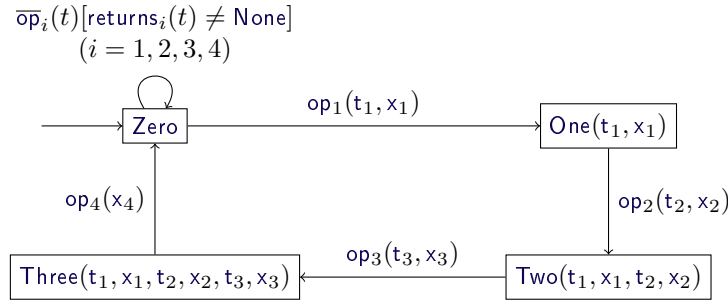 op̅ᵢ(t)[returnsᵢ(t) ≠ None]
(i = 1, 2, 3, 4)
op₁(t₁, x₁)
Zero
One(t₁, x₁)
op₄(x₄)
op₂(t₂, x₂)
op₃(t₃, x₃)
Three(t₁, x₁, t₂, x₂, t₃, x₃)
Two(t₁, x₁, t₂, x₂)